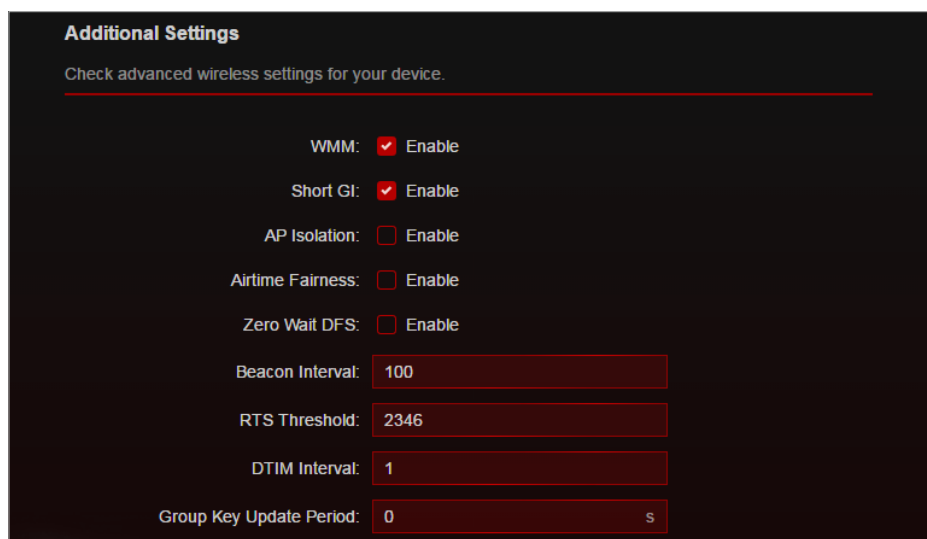 Additional Settings
Check advanced wireless settings for your device.
WMM: Enable
Short GI: Enable
AP Isolation: Enable
Airtime Fairness: Enable
Zero Wait DFS: Enable
Beacon Interval: 100
RTS Threshold: 2346
DTIM Interval: 1
Group Key Update Period: 0 s